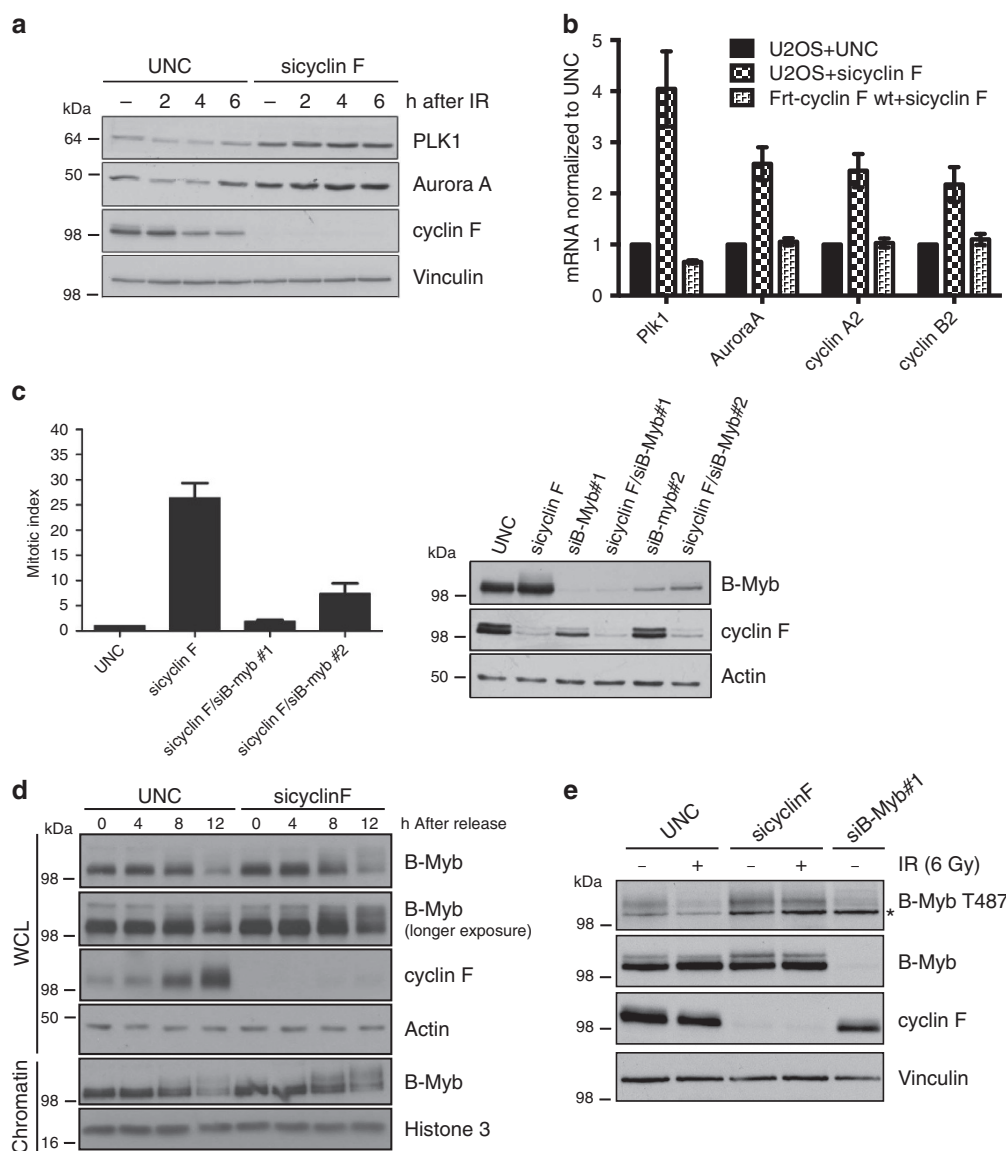 a
UNC sicyclin F
kDa – 2 4 6 – 2 4 6 h after IR
64 PLK1
50 Aurora A
98 cyclin F
98 Vinculin
b
mRNA normalized to UNC
5
4
3
2
1
0
U2OS+UNC
U2OS+sicyclin F
Frt-cyclin F wt+sicyclin F
Plk1
AuroraA
cyclin A2
cyclin B2
c
Mitotic index
40
35
30
25
20
15
10
5
0
UNC
sicyclin F
sicyclin F/siB-myb #1
sicyclin F/siB-myb #2
kDa
UNC
sicyclin F
siB-Myb#1
sicyclin F/siB-Myb#1
siB-myb#2
sicyclin F/siB-Myb#2
98 B-Myb
98 cyclin F
50 Actin
d
UNC sicyclinF
kDa 0 4 8 12 0 4 8 12 h After release
WCL
98 B-Myb
98 B-Myb
(longer exposure)
98 cyclin F
50 Actin
Chromatin
98 B-Myb
16 Histone 3
e
UNC sicyclinF siB-Myb#1
– + – + – IR (6 Gy)
kDa
98 B-Myb T487
*
98 B-Myb
98 cyclin F
98 Vinculin